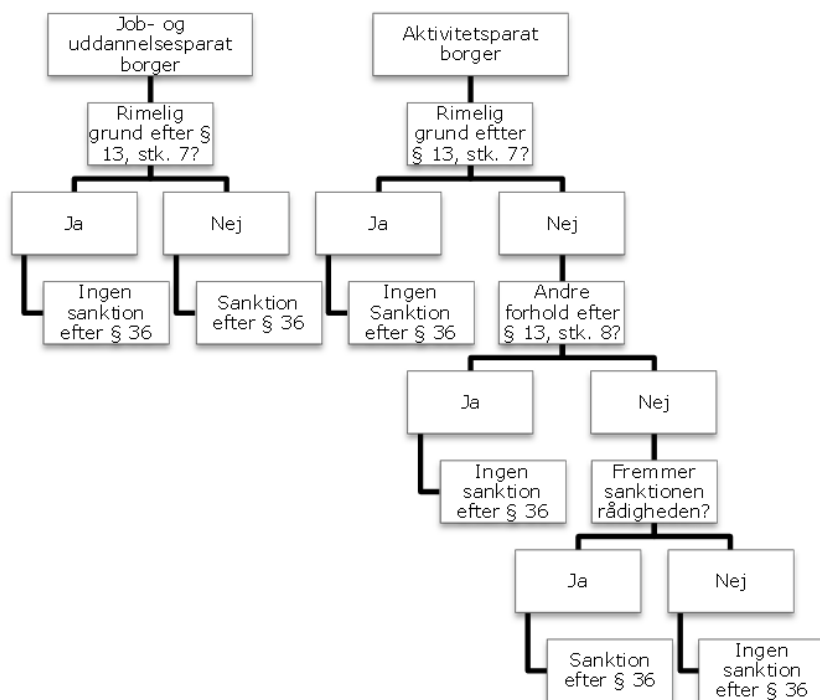 Job- og
uddannelsesparat
borger
Aktivitetsparat
borger
Rimelig
grund efter §
13, stk. 7?
Rimelig
grund eftter
§ 13, stk. 7?
Ja
Nej
Ja
Nej
Ingen
sanktion
efter § 36
Sanktion
efter § 36
Ingen
Sanktion
Efter § 36
Andre
forhold efter
§ 13, stk. 8?
Ja
Nej
Ingen
sanktion
efter § 36
Fremmer
sanktionen
rådigheden?
Ja
Nej
Sanktion
efter § 36
Ingen
sanktion
efter § 36